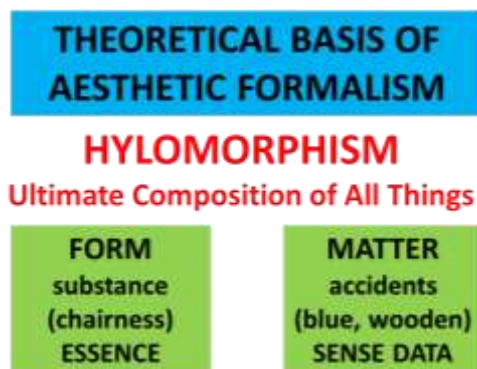 THEORETICAL BASIS OF
AESTHETIC FORMALISM
HYLOMORPHISM
Ultimate Composition of All Things
FORM
substance
(chairness)
ESSENCE
MATTER
accidents
(blue, wooden)
SENSE DATA